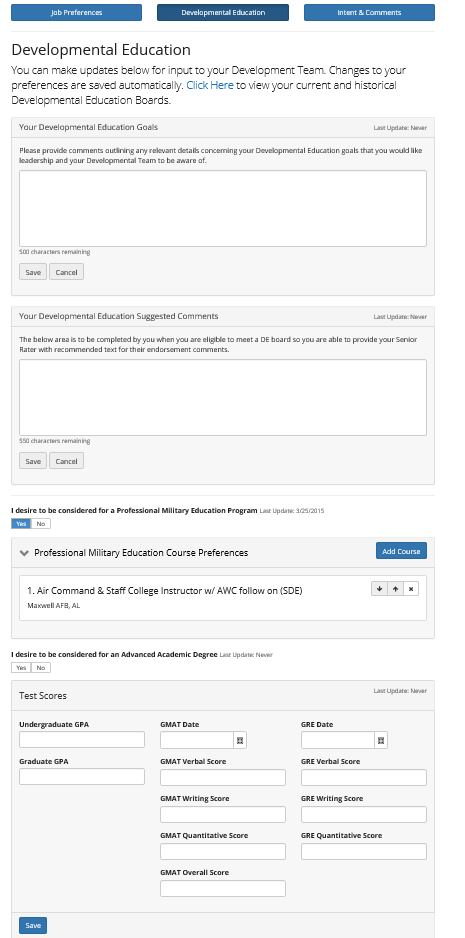 Job Preferences
Developmental Education
Intent & Comments
Developmental Education
You can make updates below for input to your Development Team. Changes to your
preferences are saved automatically. Click Here to view your current and historical
Developmental Education Boards.
Your Developmental Education Goals
Last Update: Never
Please provide comments outlining any relevant details concerning your Developmental Education goals that you would like
leadership and your Developmental Team to be aware of.
500 characters remaining
Save
Cancel
Your Developmental Education Suggested Comments
Last Update: Never
The below area is to be completed by you when you are eligible to meet a DE board so you are able to provide your Senior
Rater with recommended text for their endorsement comments.
550 characters remaining
Save
Cancel
I desire to be considered for a Professional Military Education Program Last Update: 3/25/2015
Yes
No
Professional Military Education Course Preferences
Add Course
1. Air Command & Staff College Instructor w/ AWC follow on (SDE)
Maxwell AFB, AL
I desire to be considered for an Advanced Academic Degree Last Update: Never
Yes
No
Test Scores
Last Update: Never
Undergraduate GPA
GMAT Date
GRE Date
Graduate GPA
GMAT Verbal Score
GRE Verbal Score
GMAT Writing Score
GRE Writing Score
GMAT Quantitative Score
GRE Quantitative Score
GMAT Overall Score
Save